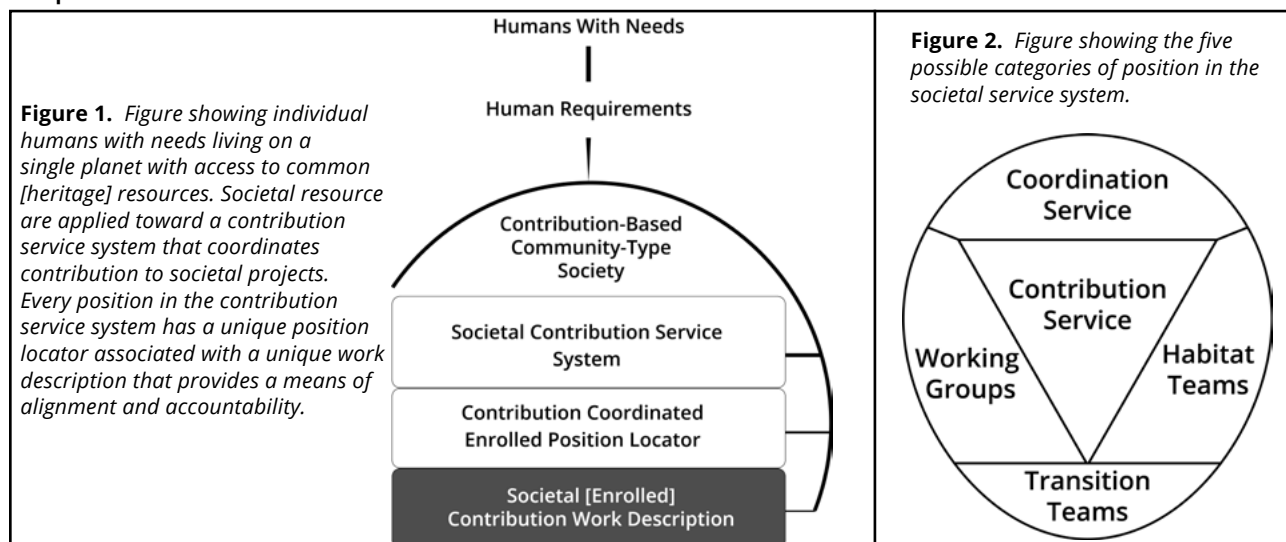 Figure 1. Figure showing individual
humans with needs living on a
single planet with access to common
[heritage] resources. Societal resource
are applied toward a contribution
service system that coordinates
contribution to societal projects.
Every position in the contribution
service system has a unique position
locator associated with a unique work
description that provides a means of
alignment and accountability.
Humans With Needs
Human Requirements
Contribution-Based
Community-Type
Society
Societal Contribution Service
System
Contribution Coordinated
Enrolled Position Locator
Societal [Enrolled]
Contribution Work Description
Figure 2. Figure showing the five
possible categories of position in the
societal service system.
Coordination
Service
Contribution
Service
Working
Groups
Habitat
Teams
Transition
Teams